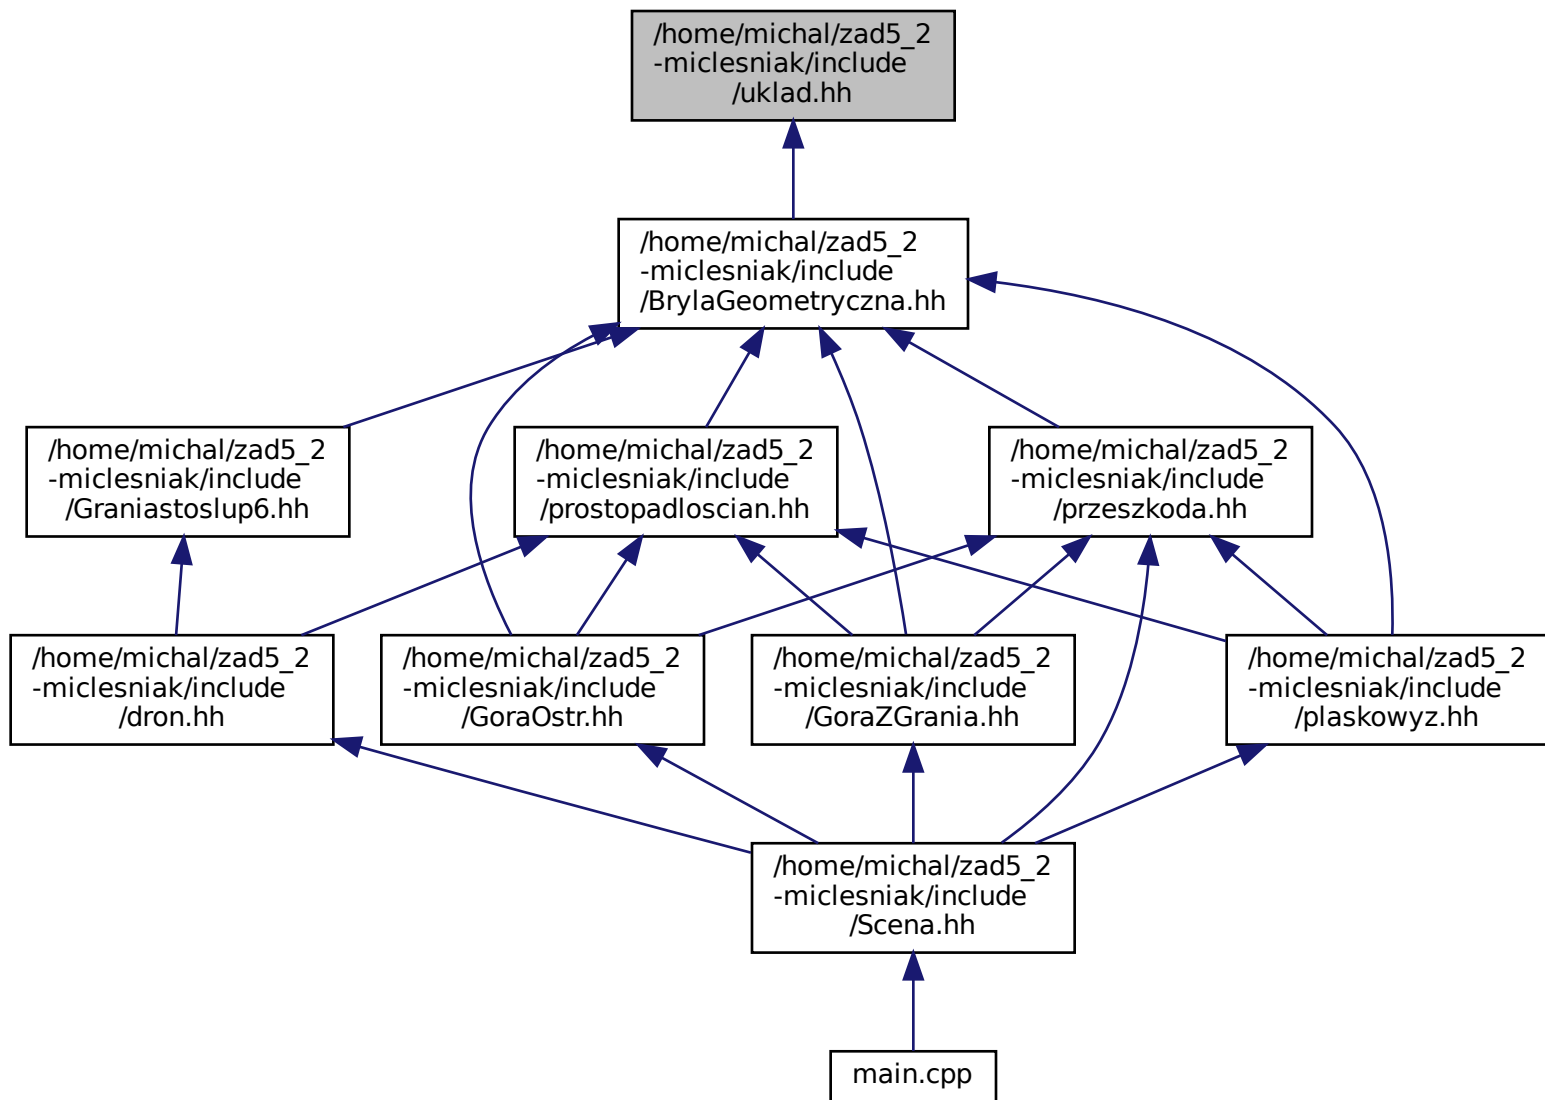 /home/michal/zad5_2
-miclesniak/include
/uklad.hh
/home/michal/zad5_2
-miclesniak/include
/BrylaGeometryczna.hh
/home/michal/zad5_2
-miclesniak/include
/Graniastoslup6.hh
/home/michal/zad5_2
-miclesniak/include
/prostopadloscian.hh
/home/michal/zad5_2
-miclesniak/include
/przeszkoda.hh
/home/michal/zad5_2
-miclesniak/include
/dron.hh
/home/michal/zad5_2
-miclesniak/include
/GoraOstr.hh
/home/michal/zad5_2
-miclesniak/include
/GoraZGrania.hh
/home/michal/zad5_2
-miclesniak/include
/plaskowyz.hh
/home/michal/zad5_2
-miclesniak/include
/Scena.hh
main.cpp